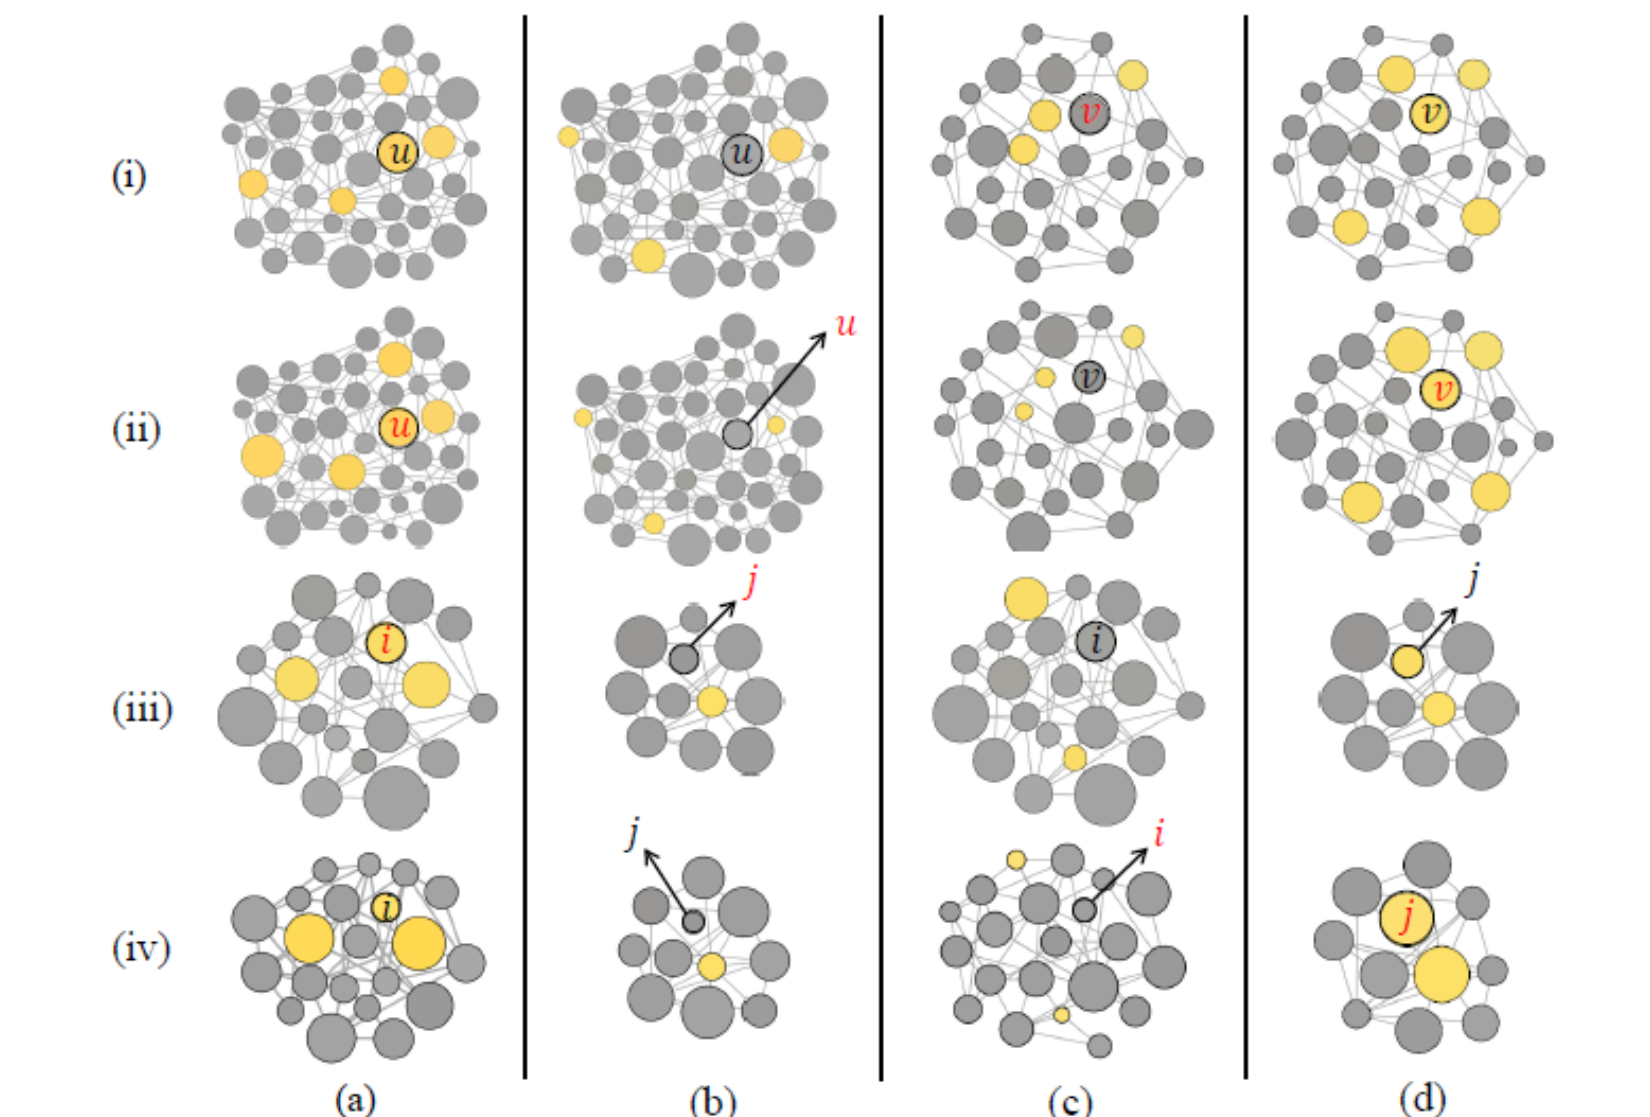 (i) u u v v
(ii) u u v v
(iii) i j i j
(iv) i j i j
(a) (b) (c) (d)